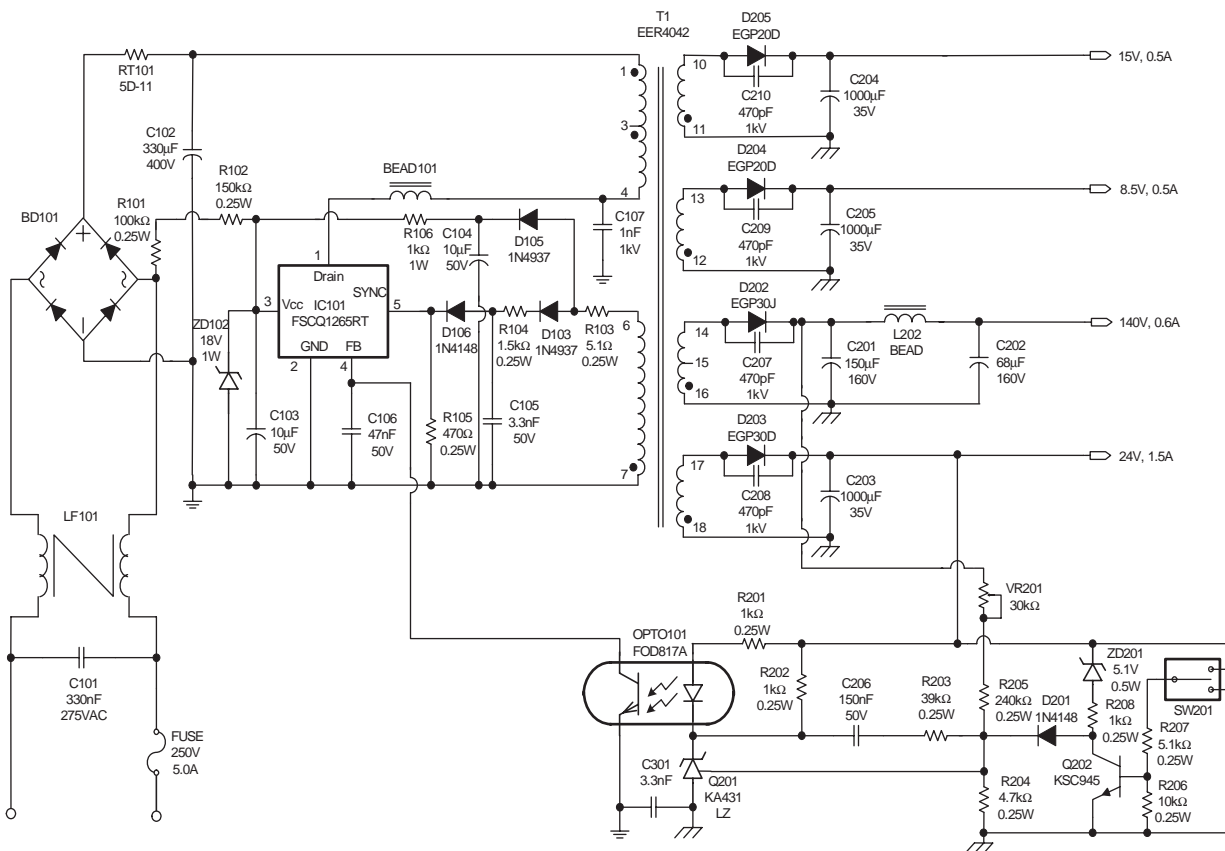 T1
EER4042
RT101
5D-11
C102
330μF
400V
R102
150kΩ
0.25W
R101
100kΩ
0.25W
BD101
BEAD101
1
3
4
C107
1nF
1kV
R106
1kΩ
1W
C104
10μF
50V
D105
1N4937
1
Drain
SYNC
3
Vcc
IC101
FSCQ1265RT
5
GND
FB
2
4
ZD102
18V
1W
D106
1N4148
R104
1.5kΩ
0.25W
D103
1N4937
R103
5.1Ω
0.25W
6
7
C103
10μF
50V
C106
47nF
50V
R105
470Ω
0.25W
C105
3.3nF
50V
LF101
C101
330nF
275VAC
FUSE
250V
5.0A
D205
EGP20D
10
C210
470pF
1kV
11
C204
1000μF
35V
15V, 0.5A
D204
EGP20D
13
C209
470pF
1kV
12
C205
1000μF
35V
8.5V, 0.5A
D202
EGP30J
14
15
16
C207
470pF
1kV
C201
150μF
160V
L202
BEAD
C202
68μF
160V
140V, 0.6A
D203
EGP30D
17
C208
470pF
1kV
18
C203
1000μF
35V
24V, 1.5A
VR201
30kΩ
R201
1kΩ
0.25W
OPTO101
FOD817A
R202
1kΩ
0.25W
C206
150nF
50V
R203
39kΩ
0.25W
R205
240kΩ
0.25W
D201
1N4148
ZD201
5.1V
0.5W
R208
1kΩ
0.25W
SW201
R207
5.1kΩ
0.25W
Q202
KSC945
R206
10kΩ
0.25W
R204
4.7kΩ
0.25W
C301
3.3nF
Q201
KA431
LZ